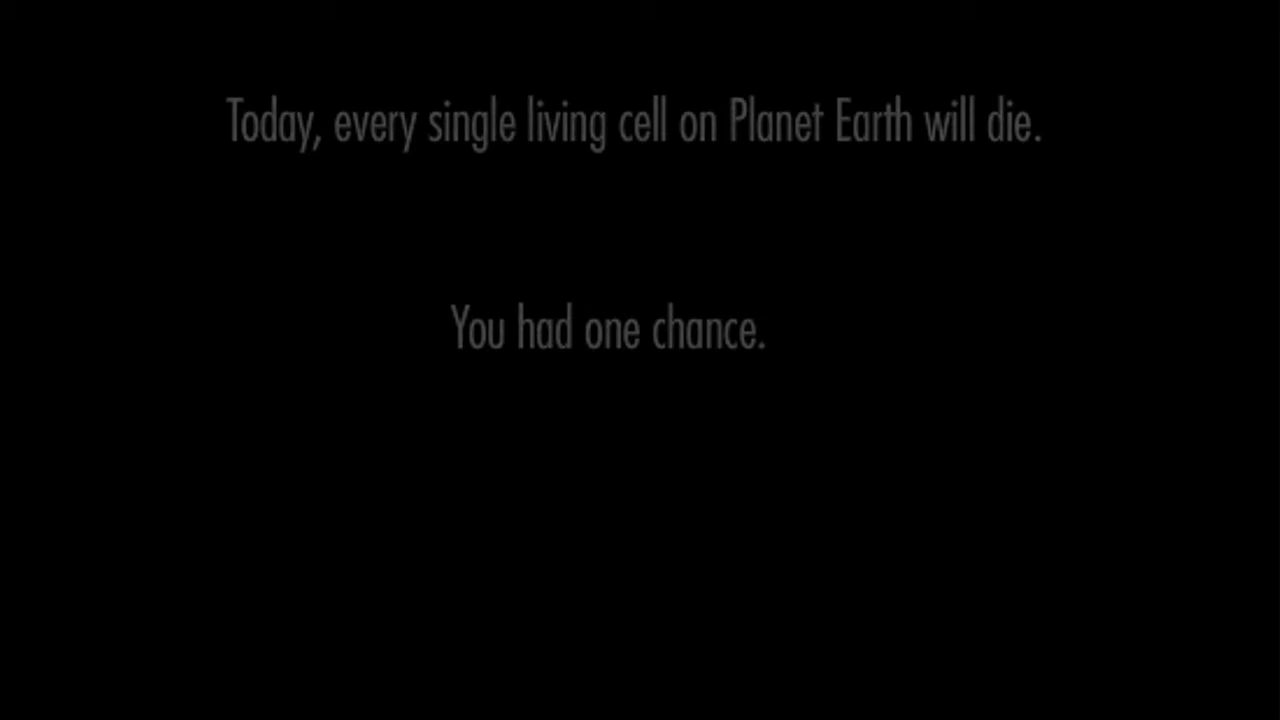 Today, every single living cell on Planet Earth will die.
You had one chance.